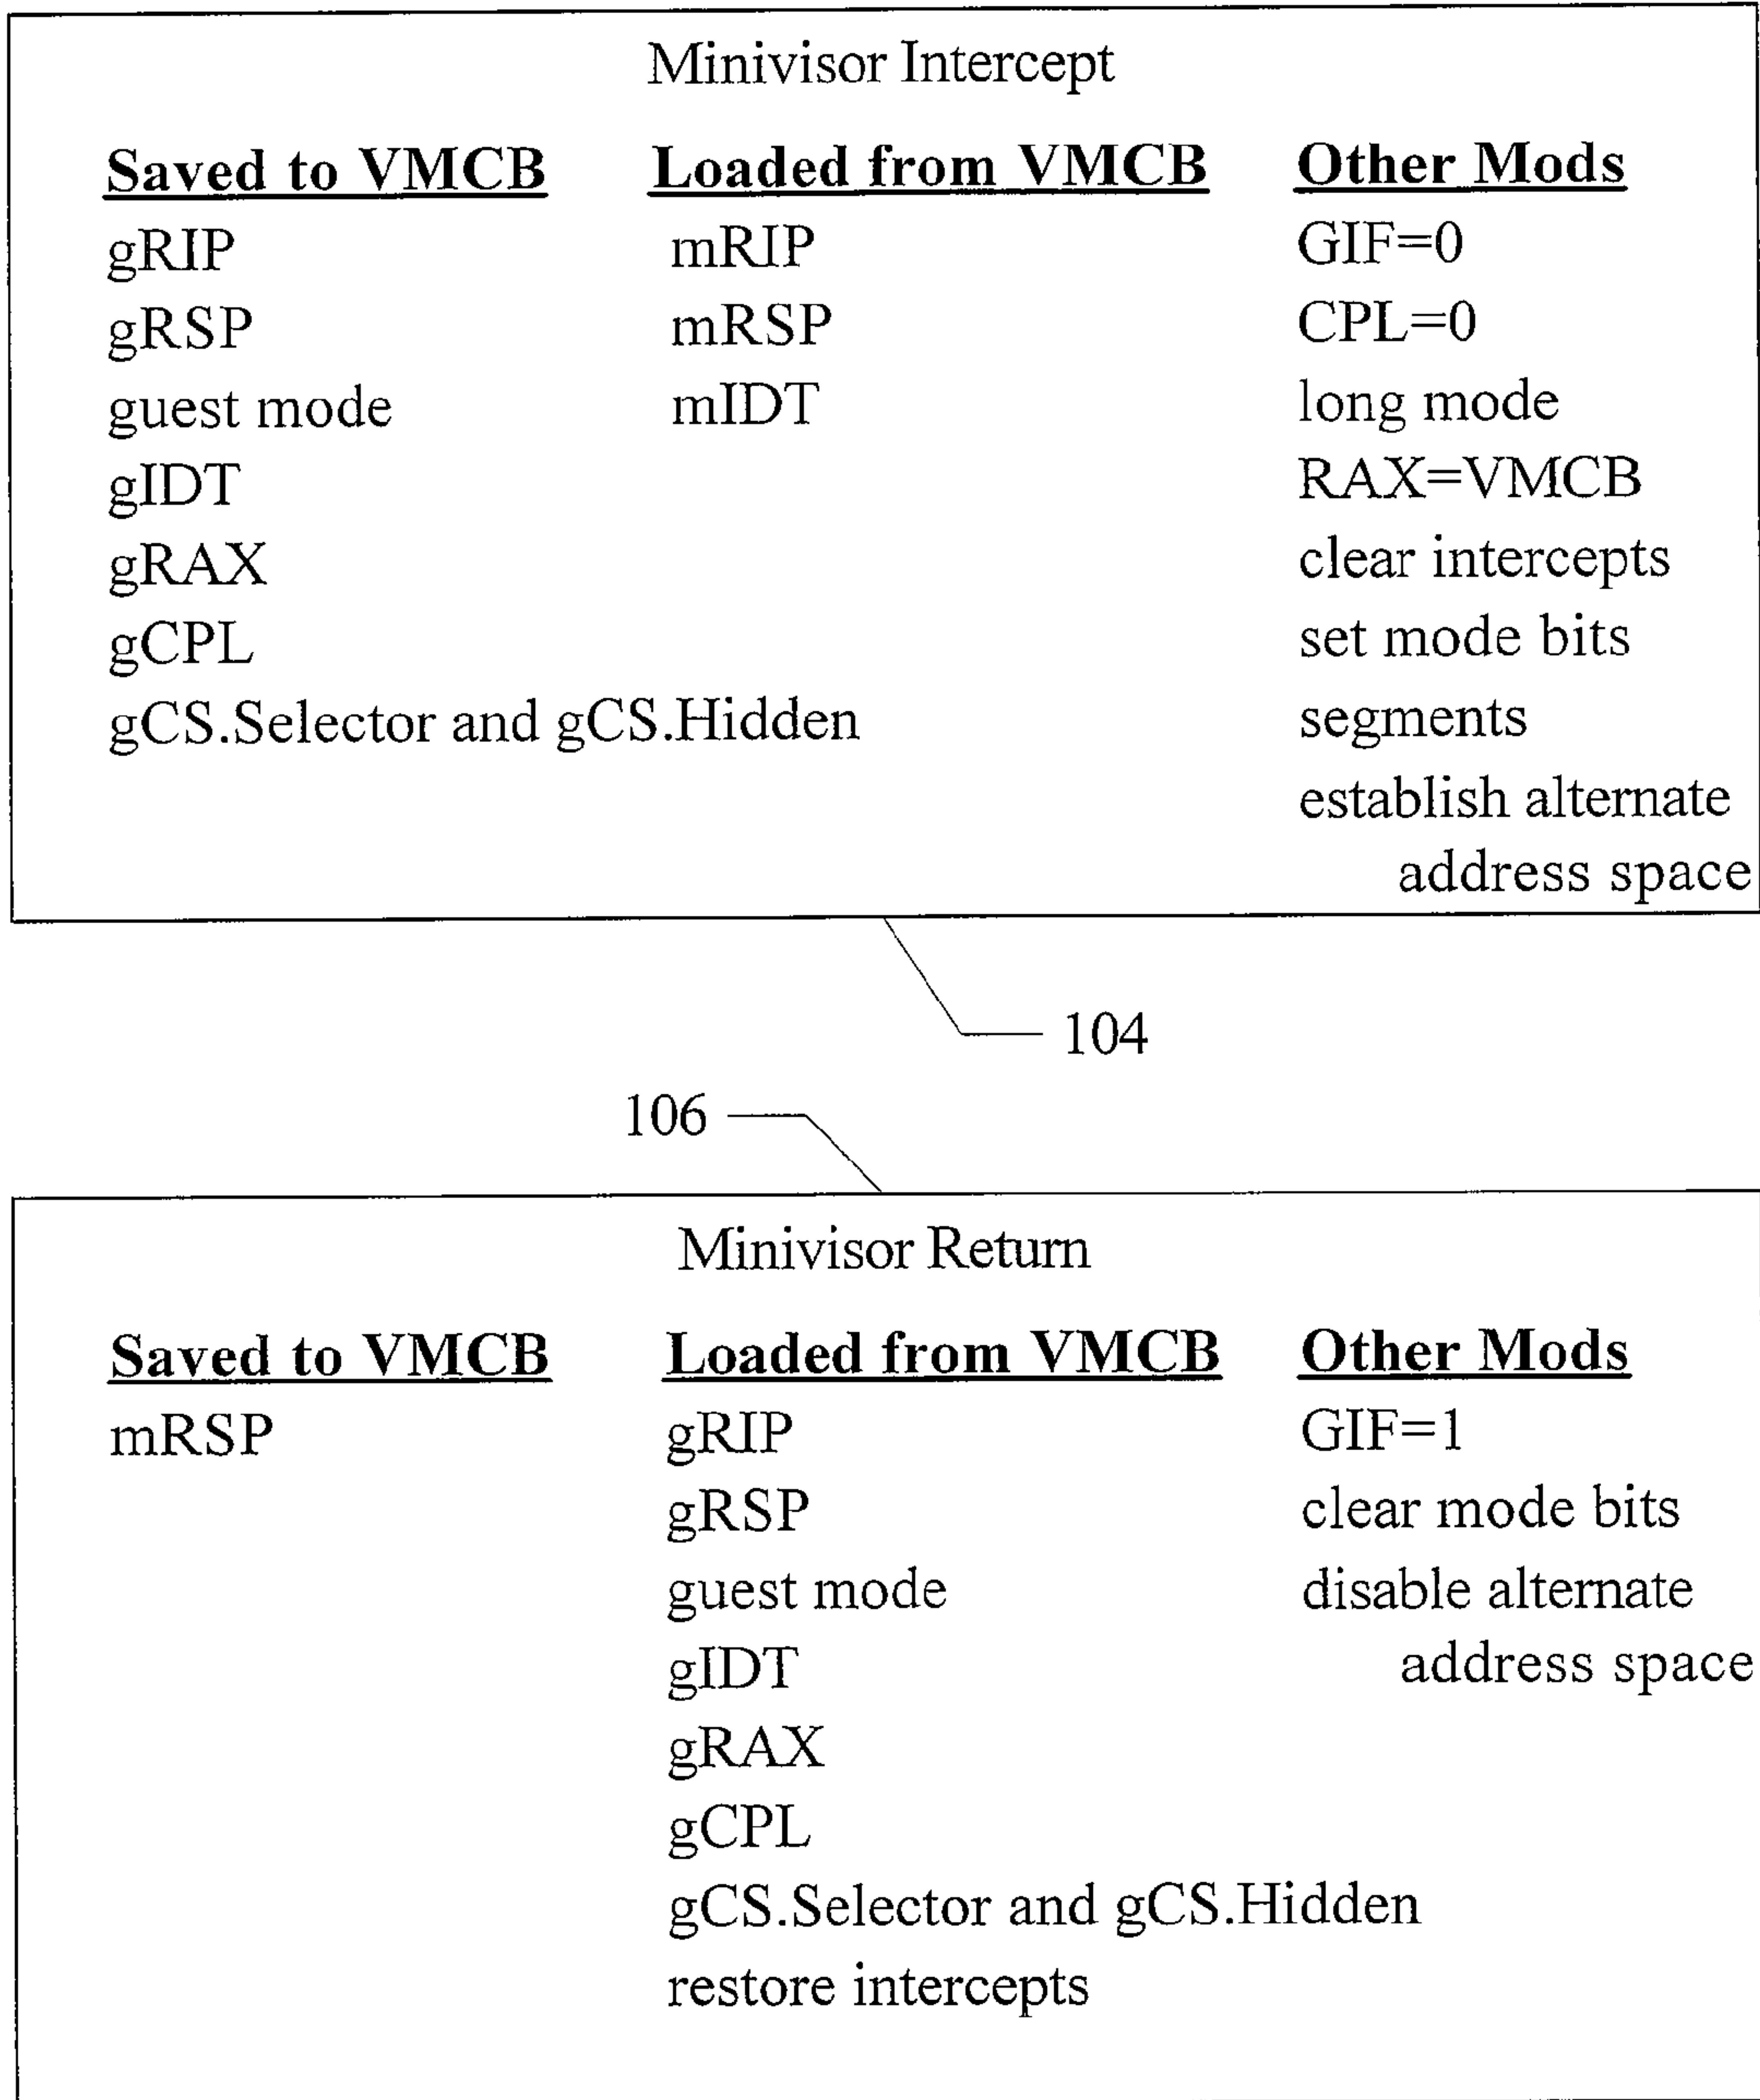 Minivisor Intercept
Saved to VMCB Loaded from VMCB Other Mods
gRIP mRIP GIF=0
gRSP mRSP CPL=0
guest mode mIDT long mode
gIDT RAX=VMCB
gRAX clear intercepts
gCPL set mode bits
gCS.Selector and gCS.Hidden segments
establish alternate
address space
104
106
Minivisor Return
Saved to VMCB Loaded from VMCB Other Mods
mRSP gRIP GIF=1
gRSP clear mode bits
guest mode disable alternate
gIDT address space
gRAX
gCPL
gCS.Selector and gCS.Hidden
restore intercepts